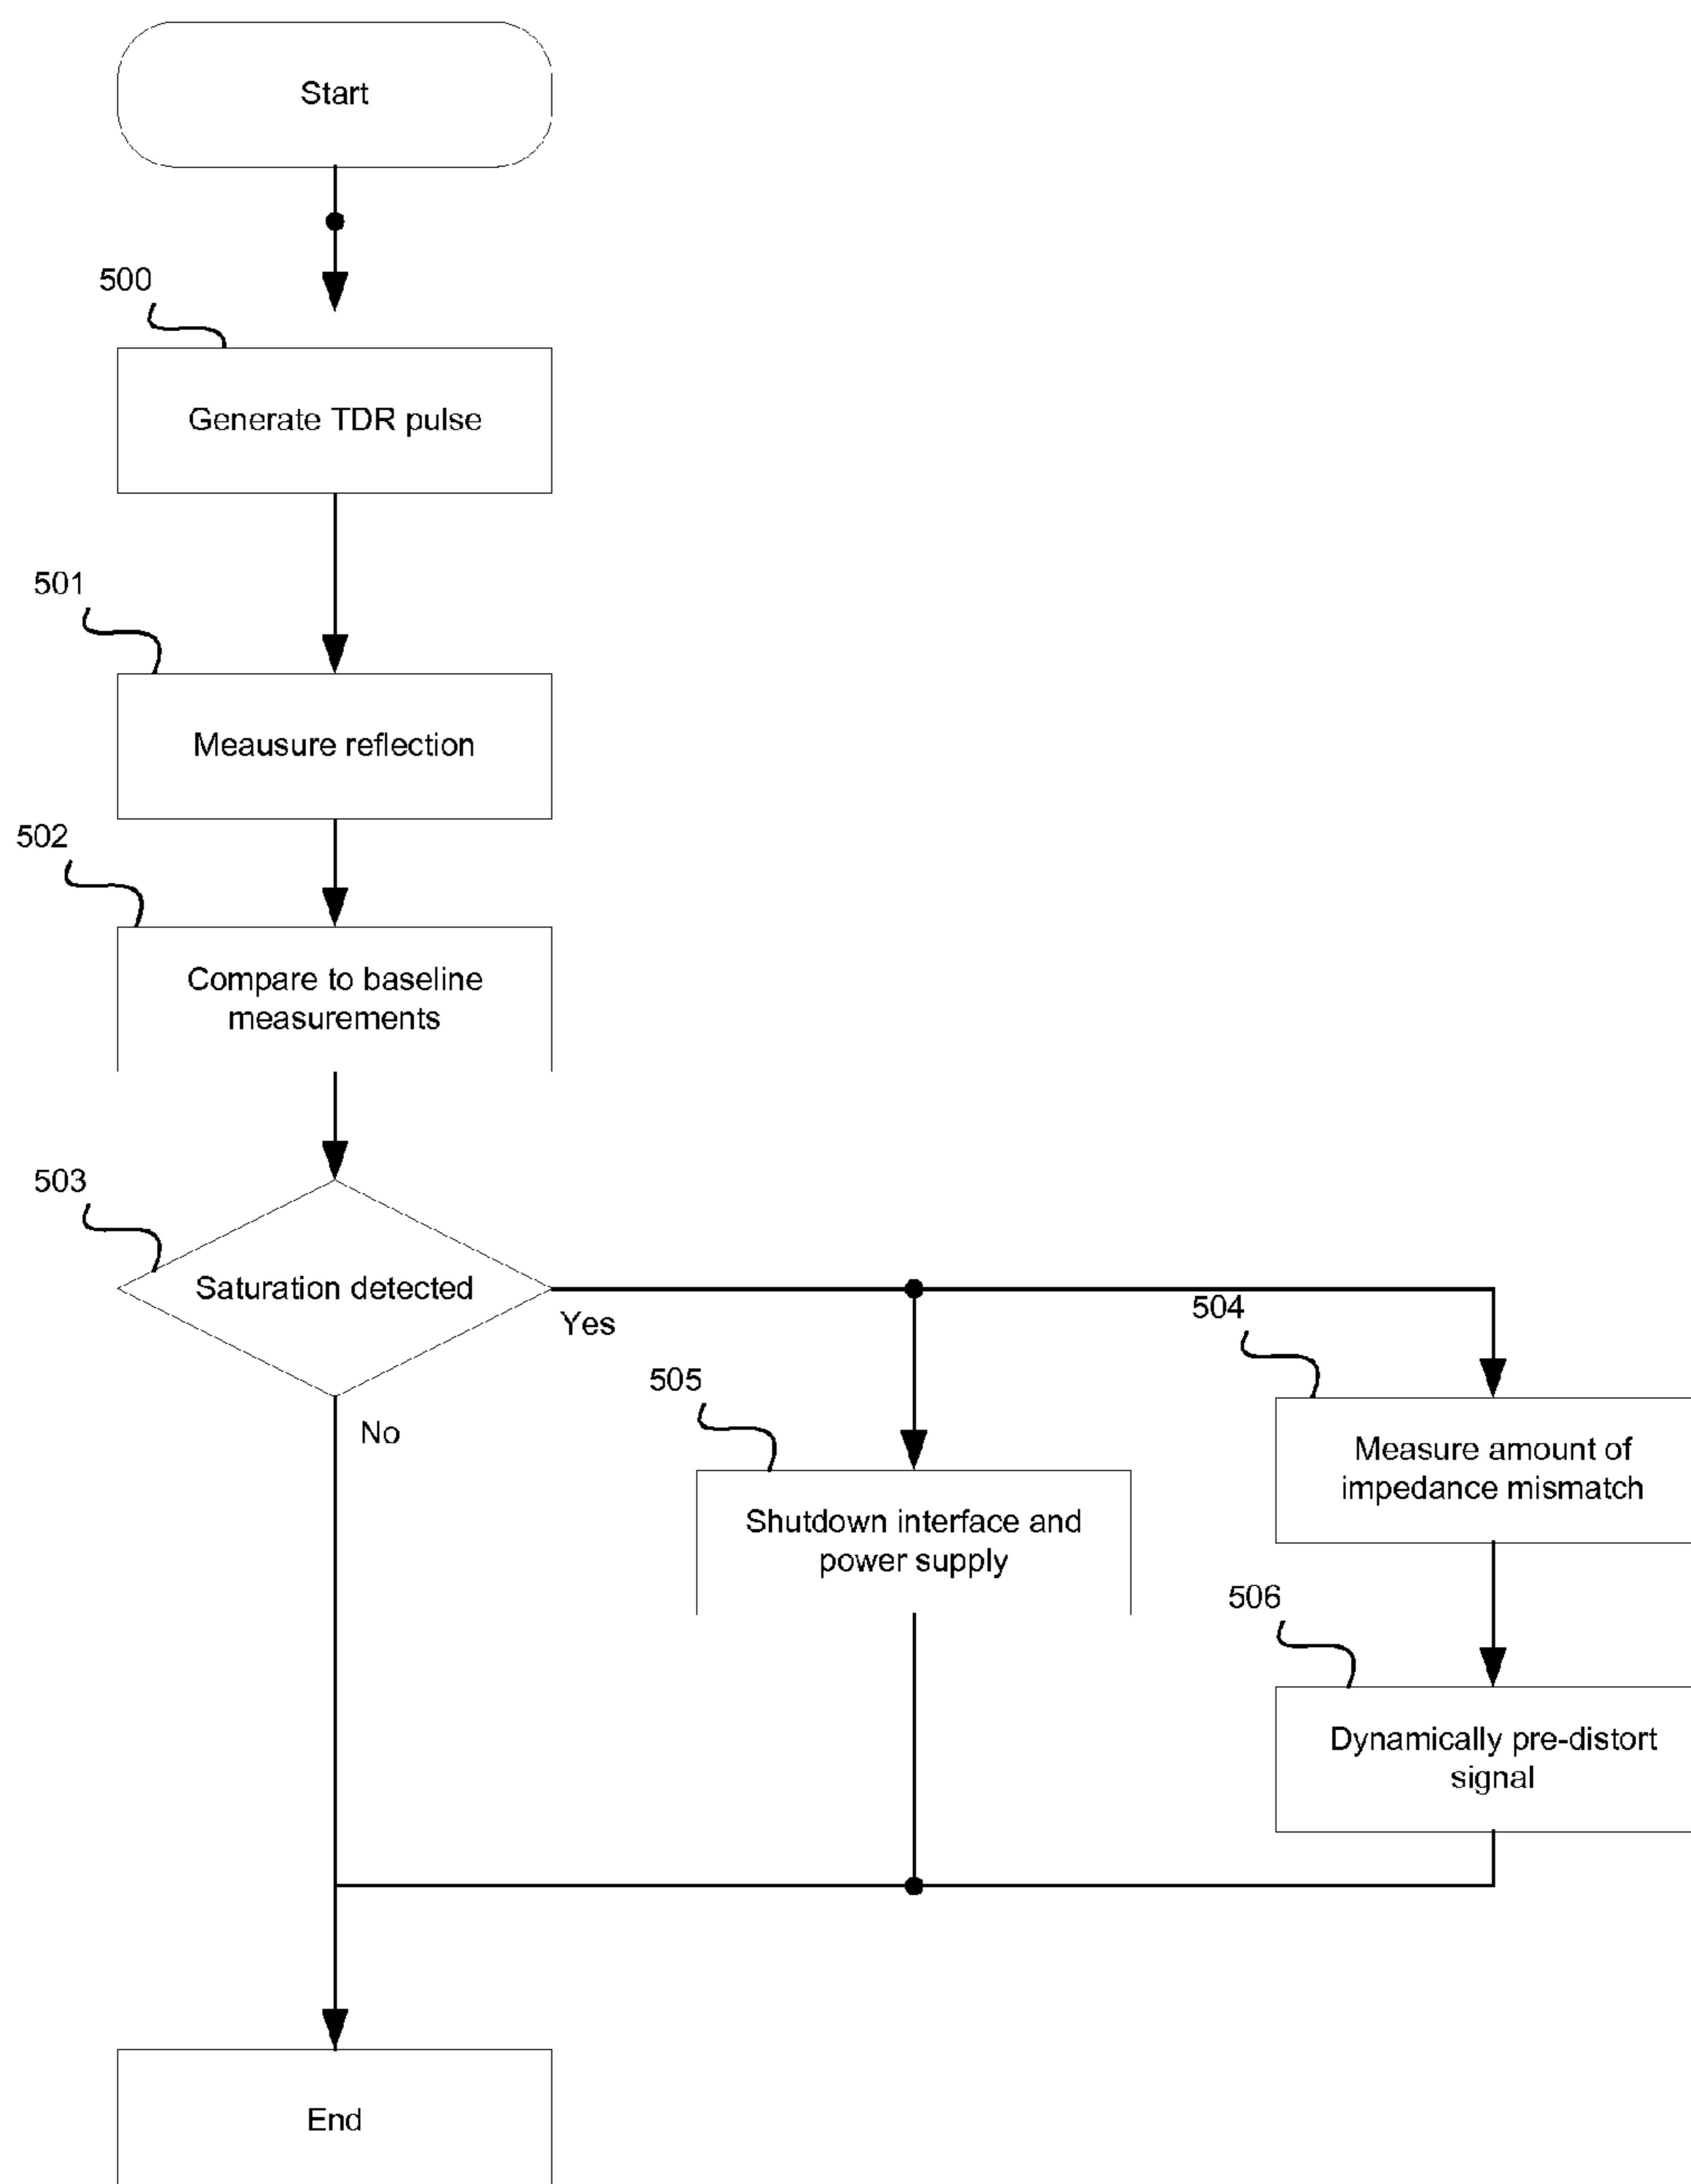 Start
500
Generate TDR pulse
501
Meausure reflection
502
Compare to baseline
measurements
503
Saturation detected
Yes
No
504
Measure amount of
impedance mismatch
505
Shutdown interface and
power supply
506
Dynamically pre-distort
signal
End